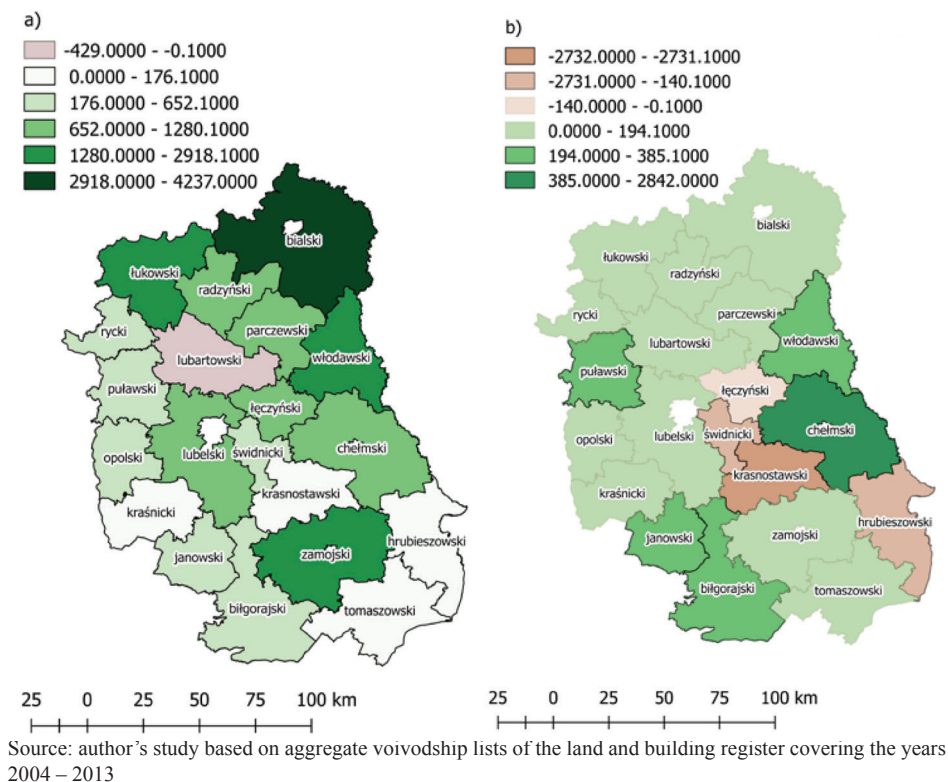 a)
-429.0000 - -0.1000
0.0000 - 176.1000
176.0000 - 652.1000
652.0000 - 1280.1000
1280.0000 - 2918.1000
2918.0000 - 4237.0000
bialski
łukowski
radzyński
rycki
parczewski
lubartowski
włodawski
puławski
łęczyński
lubelski
świdnicki
chełmski
opolski
krasnostawski
kraśnicki
hrubieszowski
janowski
zamojski
biłgorajski
tomaszowski
25 0 25 50 75 100 km
b)
-2732.0000 - -2731.1000
-2731.0000 - -140.1000
-140.0000 - -0.1000
0.0000 - 194.1000
194.0000 - 385.1000
385.0000 - 2842.0000
bialski
łukowski
radzyński
rycki
parczewski
lubartowski
włodawski
puławski
łęczyński
chełmski
opolski
lubelski
świdnicki
krasnostawski
kraśnicki
hrubieszowski
janowski
zamojski
biłgorajski
tomaszowski
25 0 25 50 75 100 km
Source: author's study based on aggregate voivodship lists of the land and building register covering the years
2004 – 2013